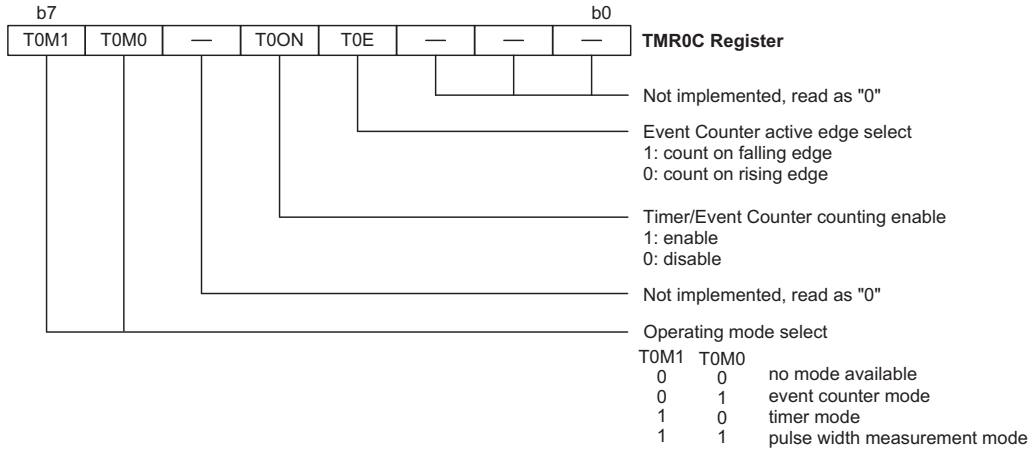 b7 b0
T0M1 T0M0 — T0ON T0E — — — TMR0C Register
Not implemented, read as "0"
Event Counter active edge select
1: count on falling edge
0: count on rising edge
Timer/Event Counter counting enable
1: enable
0: disable
Not implemented, read as "0"
Operating mode select
T0M1 T0M0
0 0 no mode available
0 1 event counter mode
1 0 timer mode
1 1 pulse width measurement mode